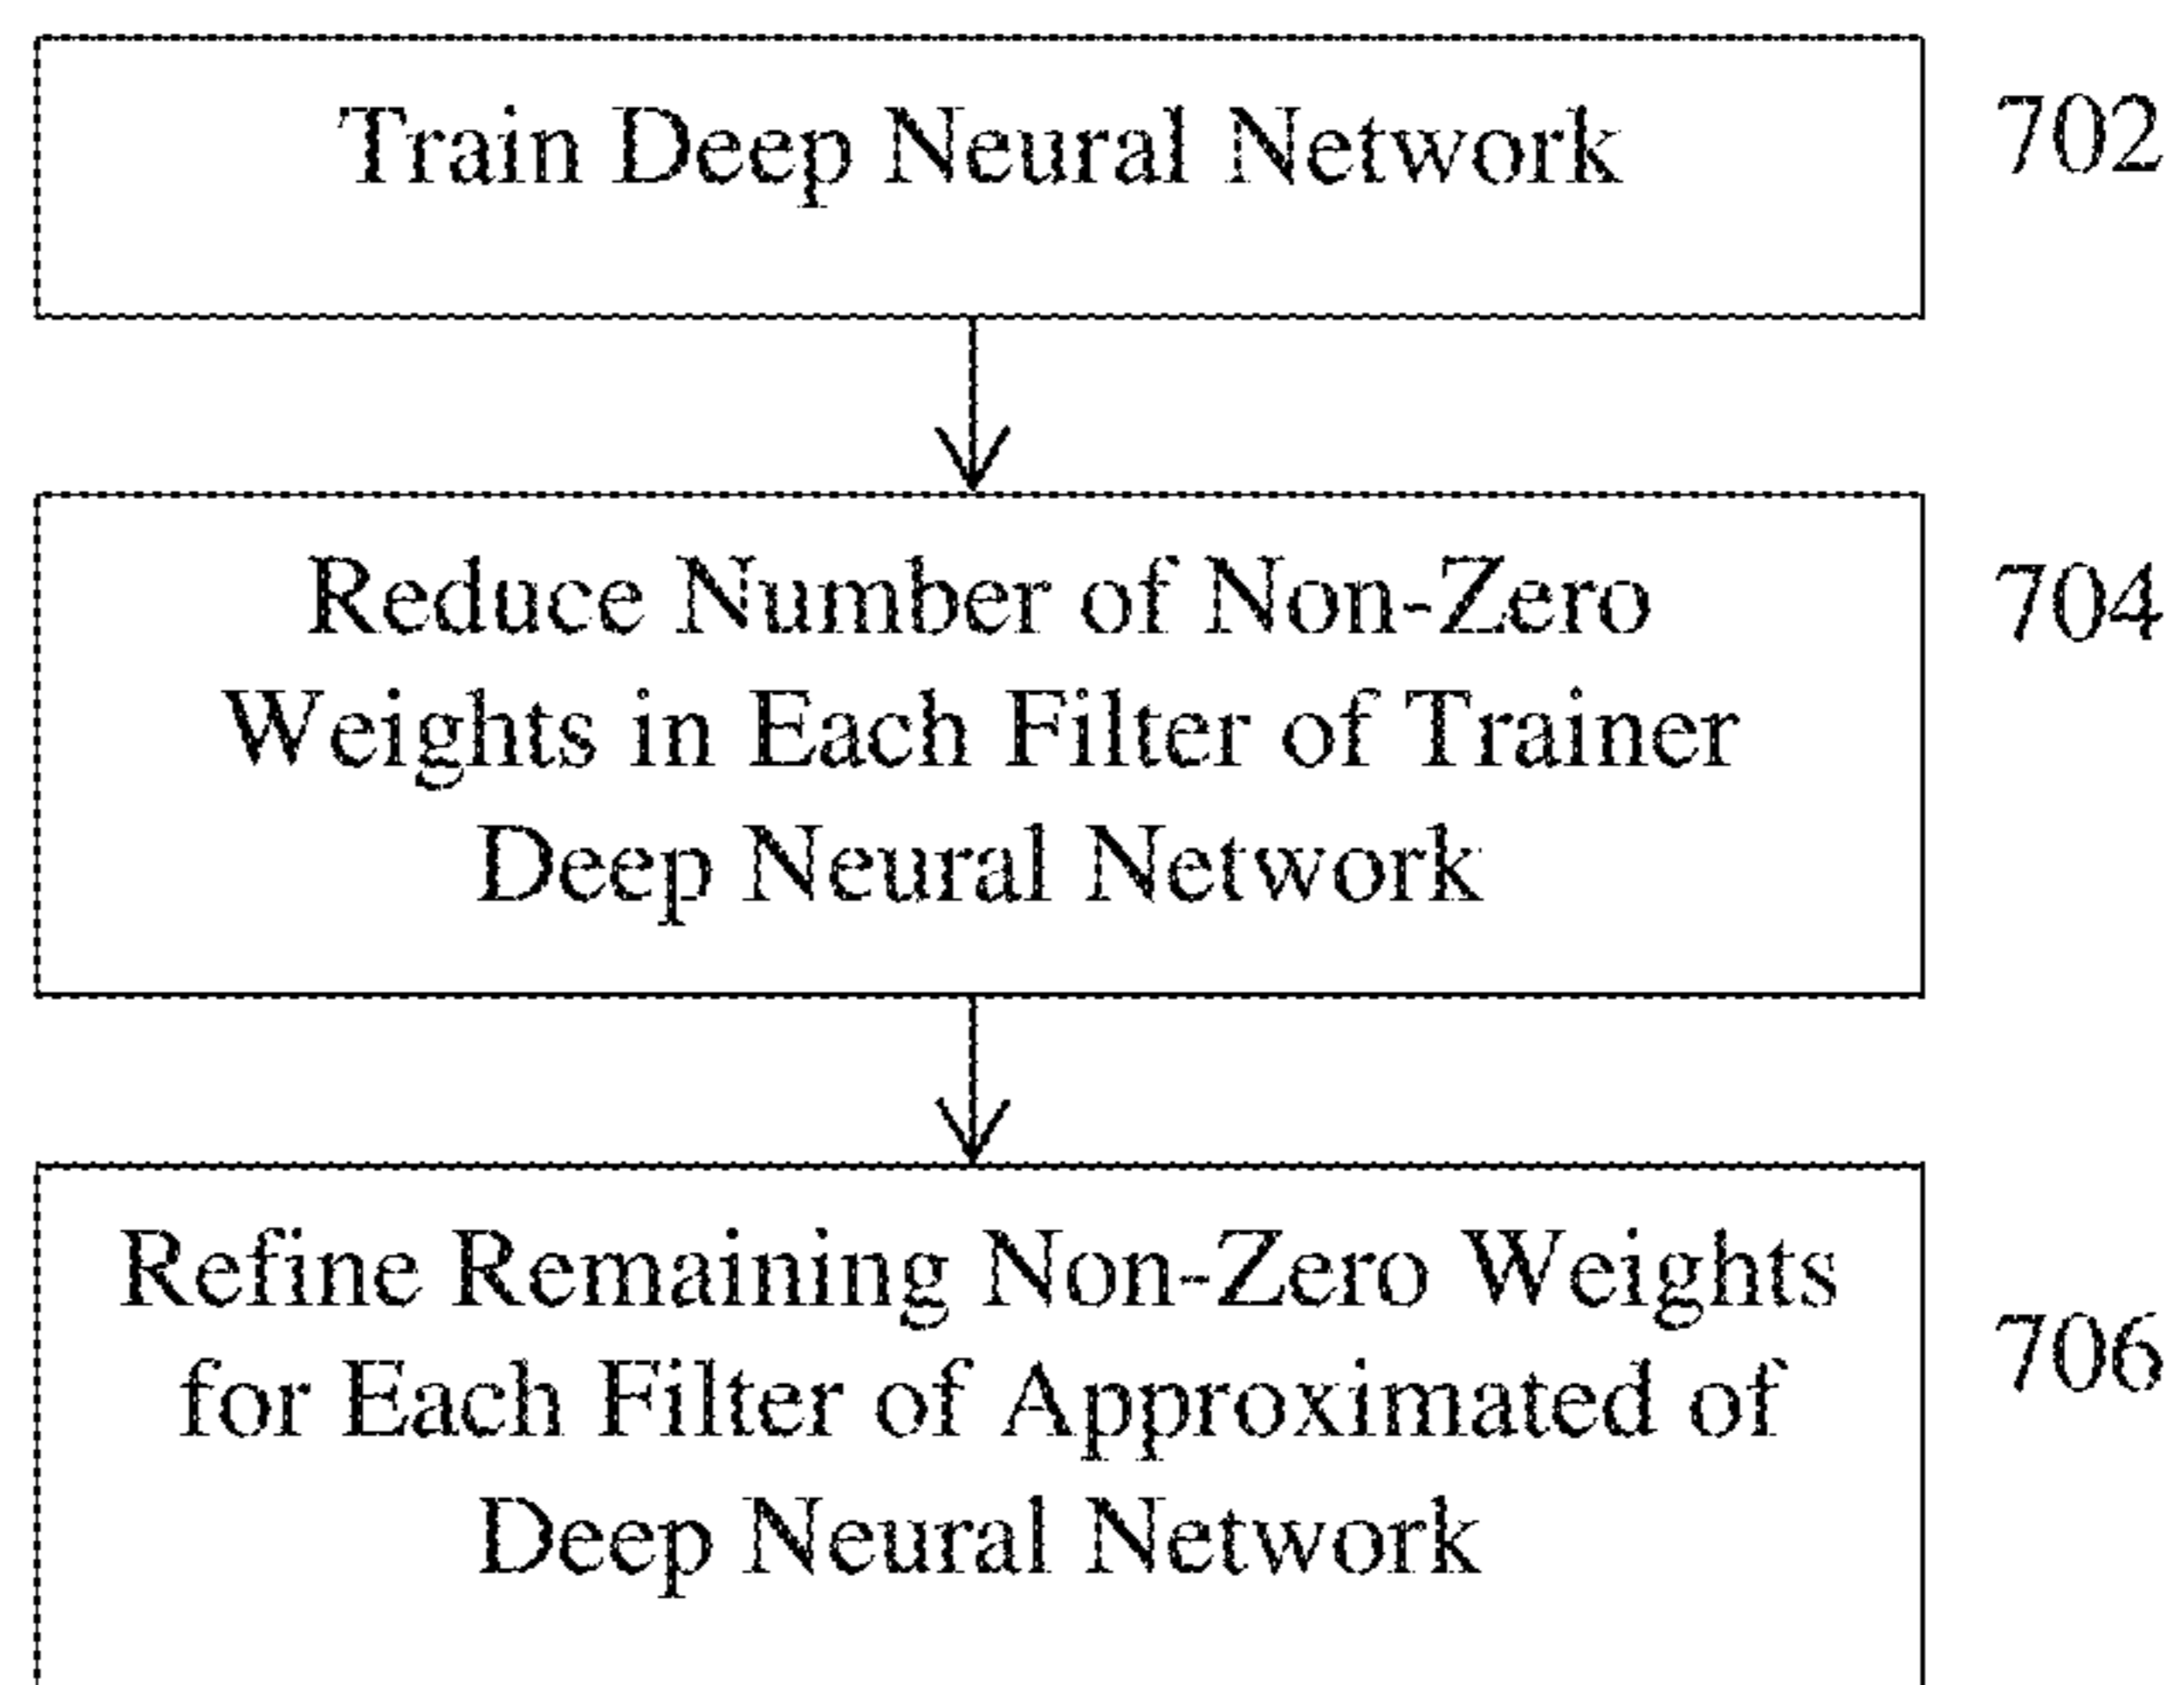 Train Deep Neural Network
702
Reduce Number of Non-Zero
704
Weights in Each Filter of Trainer
Deep Neural Network
Refine Remaining Non-Zero Weights
706
for Each Filter of Approximated of
Deep Neural Network